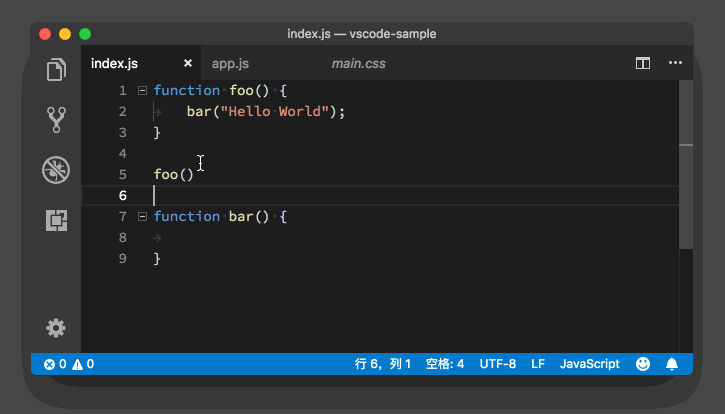 index.js — vscode-sample
index.js × app.js main.css
1 function foo() {
2 bar("Hello World");
3 }
4
5 foo()
6
7 function bar() {
8
9 }
0 0 行 6，列 1 空格: 4 UTF-8 LF JavaScript